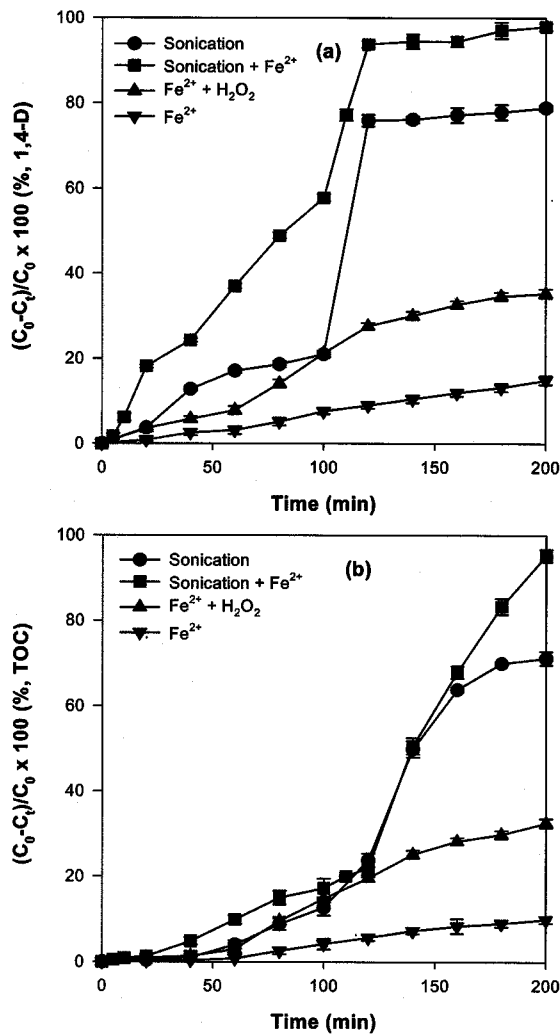 100
80
60
40
20
0
(C₀-Cₜ)/C₀ x 100 (%, 1,4-D)
Sonication
Sonication + Fe²⁺
Fe²⁺ + H₂O₂
Fe²⁺
(a)
0 50 100 150 200
Time (min)
100
80
60
40
20
0
(C₀-Cₜ)/C₀ x 100 (%, TOC)
Sonication
Sonication + Fe²⁺
Fe²⁺ + H₂O₂
Fe²⁺
(b)
0 50 100 150 200
Time (min)